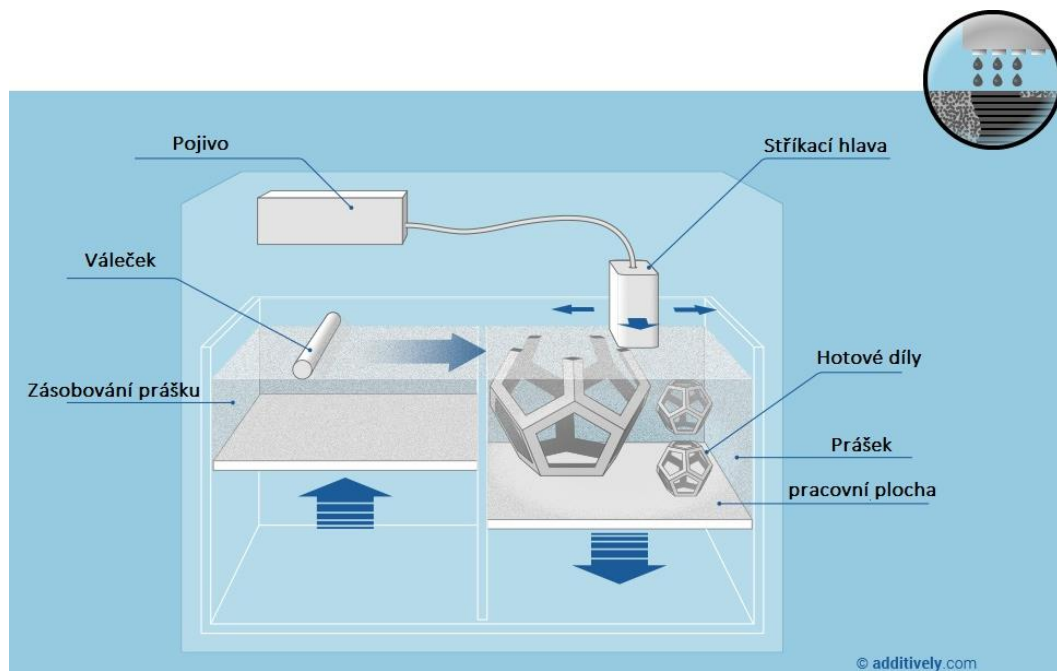 Pojivo
Stříkací hlava
Váleček
Hotové díly
Zásobování prášku
Prášek
pracovní plocha
© additively.com